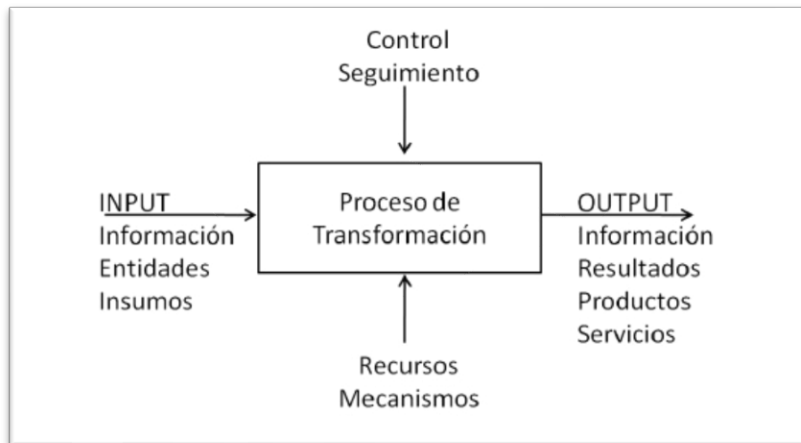 Control
Seguimiento
INPUT
Información
Entidades
Insumos
Proceso de
Transformación
OUTPUT
Información
Resultados
Productos
Servicios
Recursos
Mecanismos